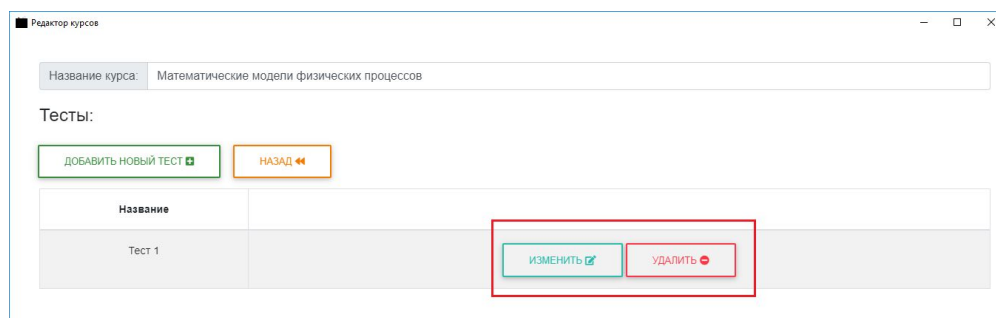 Редактор курсов
Название курса: Математические модели физических процессов
Тесты:
ДОБАВИТЬ НОВЫЙ ТЕСТ НАЗАД
Название
Тест 1 ИЗМЕНИТЬ УДАЛИТЬ